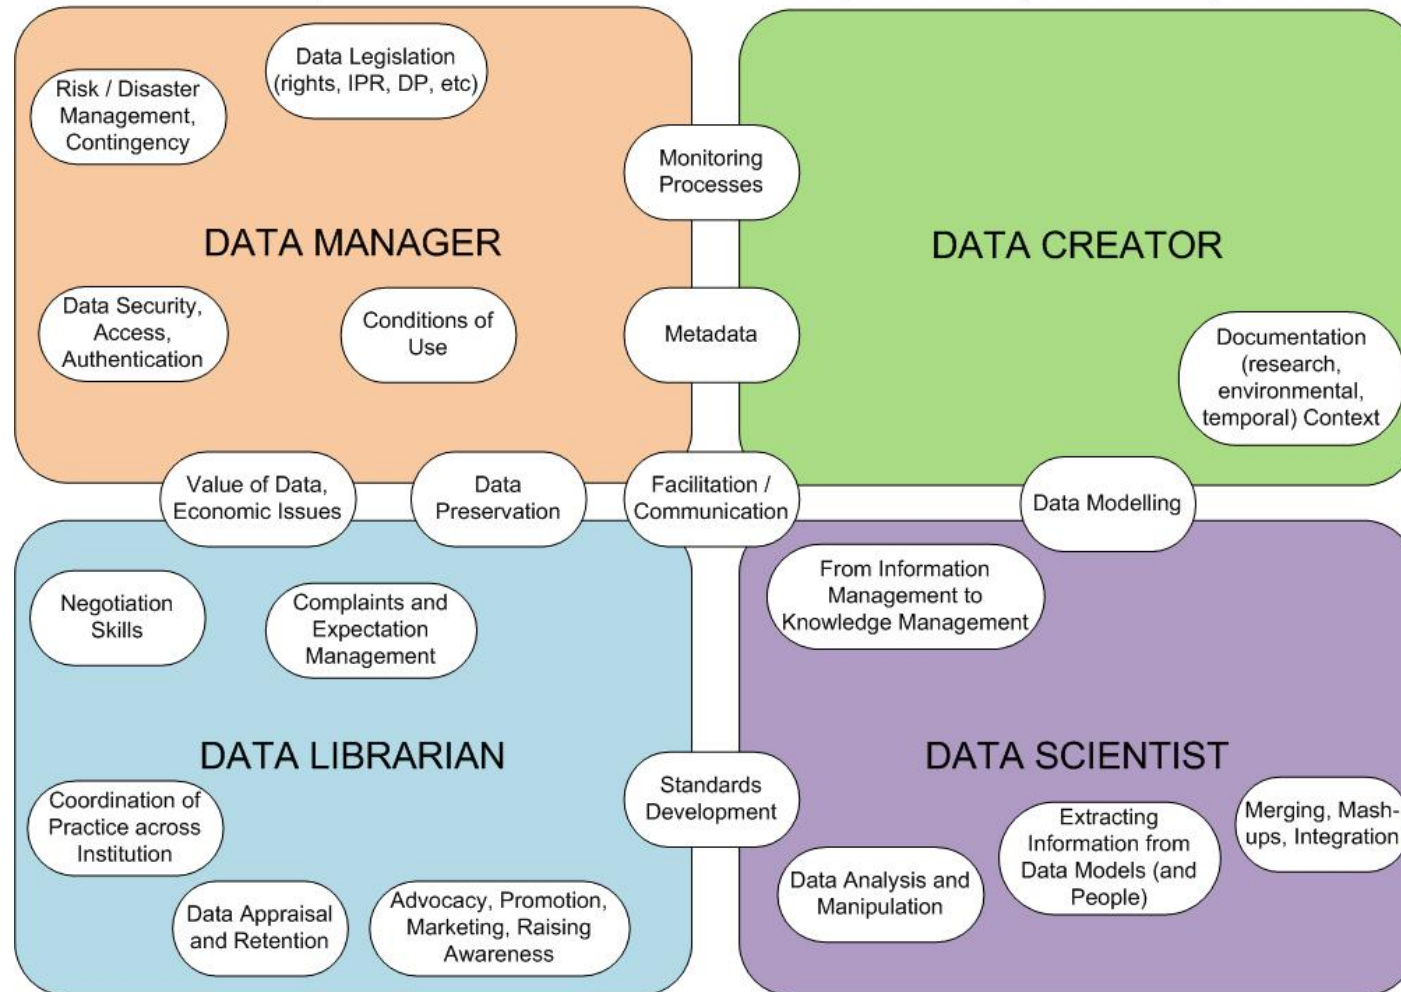 Data Legislation
(rights, IPR, DP, etc)
Risk / Disaster
Management,
Contingency
Monitoring
Processes
DATA MANAGER
DATA CREATOR
Data Security,
Access,
Authentication
Conditions of
Use
Metadata
Documentation
(research,
environmental,
temporal) Context
Value of Data,
Economic Issues
Data
Preservation
Facilitation /
Communication
Data Modelling
Negotiation
Skills
Complaints and
Expectation
Management
From Information
Management to
Knowledge Management
DATA LIBRARIAN
DATA SCIENTIST
Coordination of
Practice across
Institution
Standards
Development
Extracting
Information from
Data Models (and
People)
Merging, Mash-
ups, Integration
Data Analysis and
Manipulation
Data Appraisal
and Retention
Advocacy, Promotion,
Marketing, Raising
Awareness